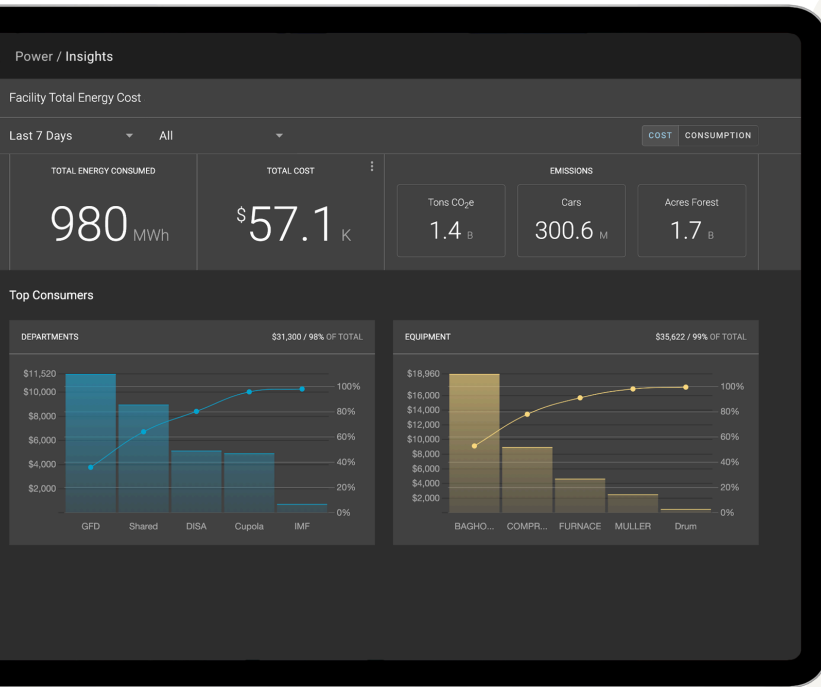 Power / Insights
Facility Total Energy Cost
Last 7 Days All COST CONSUMPTION
TOTAL ENERGY CONSUMED
980 MWh
TOTAL COST
$57.1 K
EMISSIONS
Tons CO₂e
1.4 B
Cars
300.6 M
Acres Forest
1.7 B
Top Consumers
DEPARTMENTS $31,300 / 98% OF TOTAL
$11,520
$10,000
$8,000
$6,000
$4,000
$2,000
100%
80%
60%
40%
20%
0%
GFD Shared DISA Cupola IMF
EQUIPMENT $35,622 / 99% OF TOTAL
$18,960
$16,000
$14,000
$12,000
$10,000
$8,000
$6,000
$4,000
$2,000
100%
80%
60%
40%
20%
0%
BAGHO... COMPR... FURNACE MULLER Drum